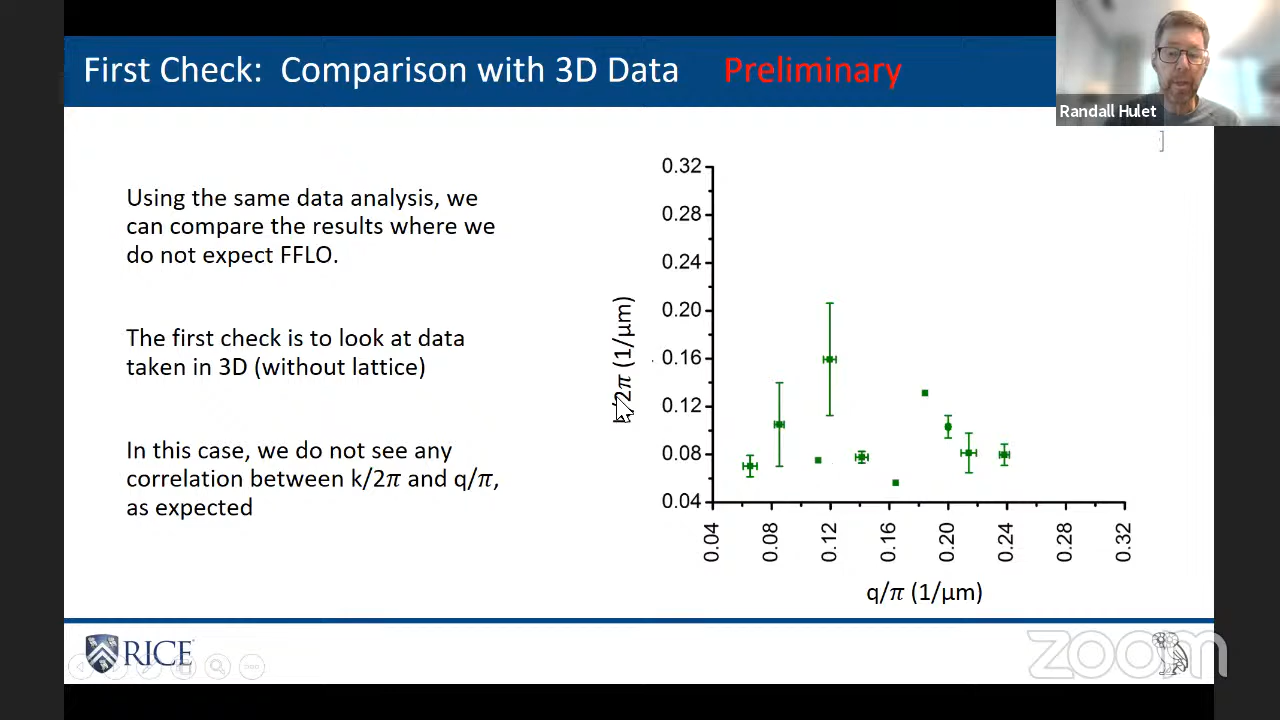 First Check: Comparison with 3D Data Preliminary
Randall Hulet
Using the same data analysis, we
can compare the results where we
do not expect FFLO.
The first check is to look at data
taken in 3D (without lattice)
In this case, we do not see any
correlation between k/2π and q/π,
as expected
k/2π (1/μm)
0.32
0.28
0.24
0.20
0.16
0.12
0.08
0.04
0.04
0.08
0.12
0.16
0.20
0.24
0.28
0.32
q/π (1/μm)
RICE
zoom